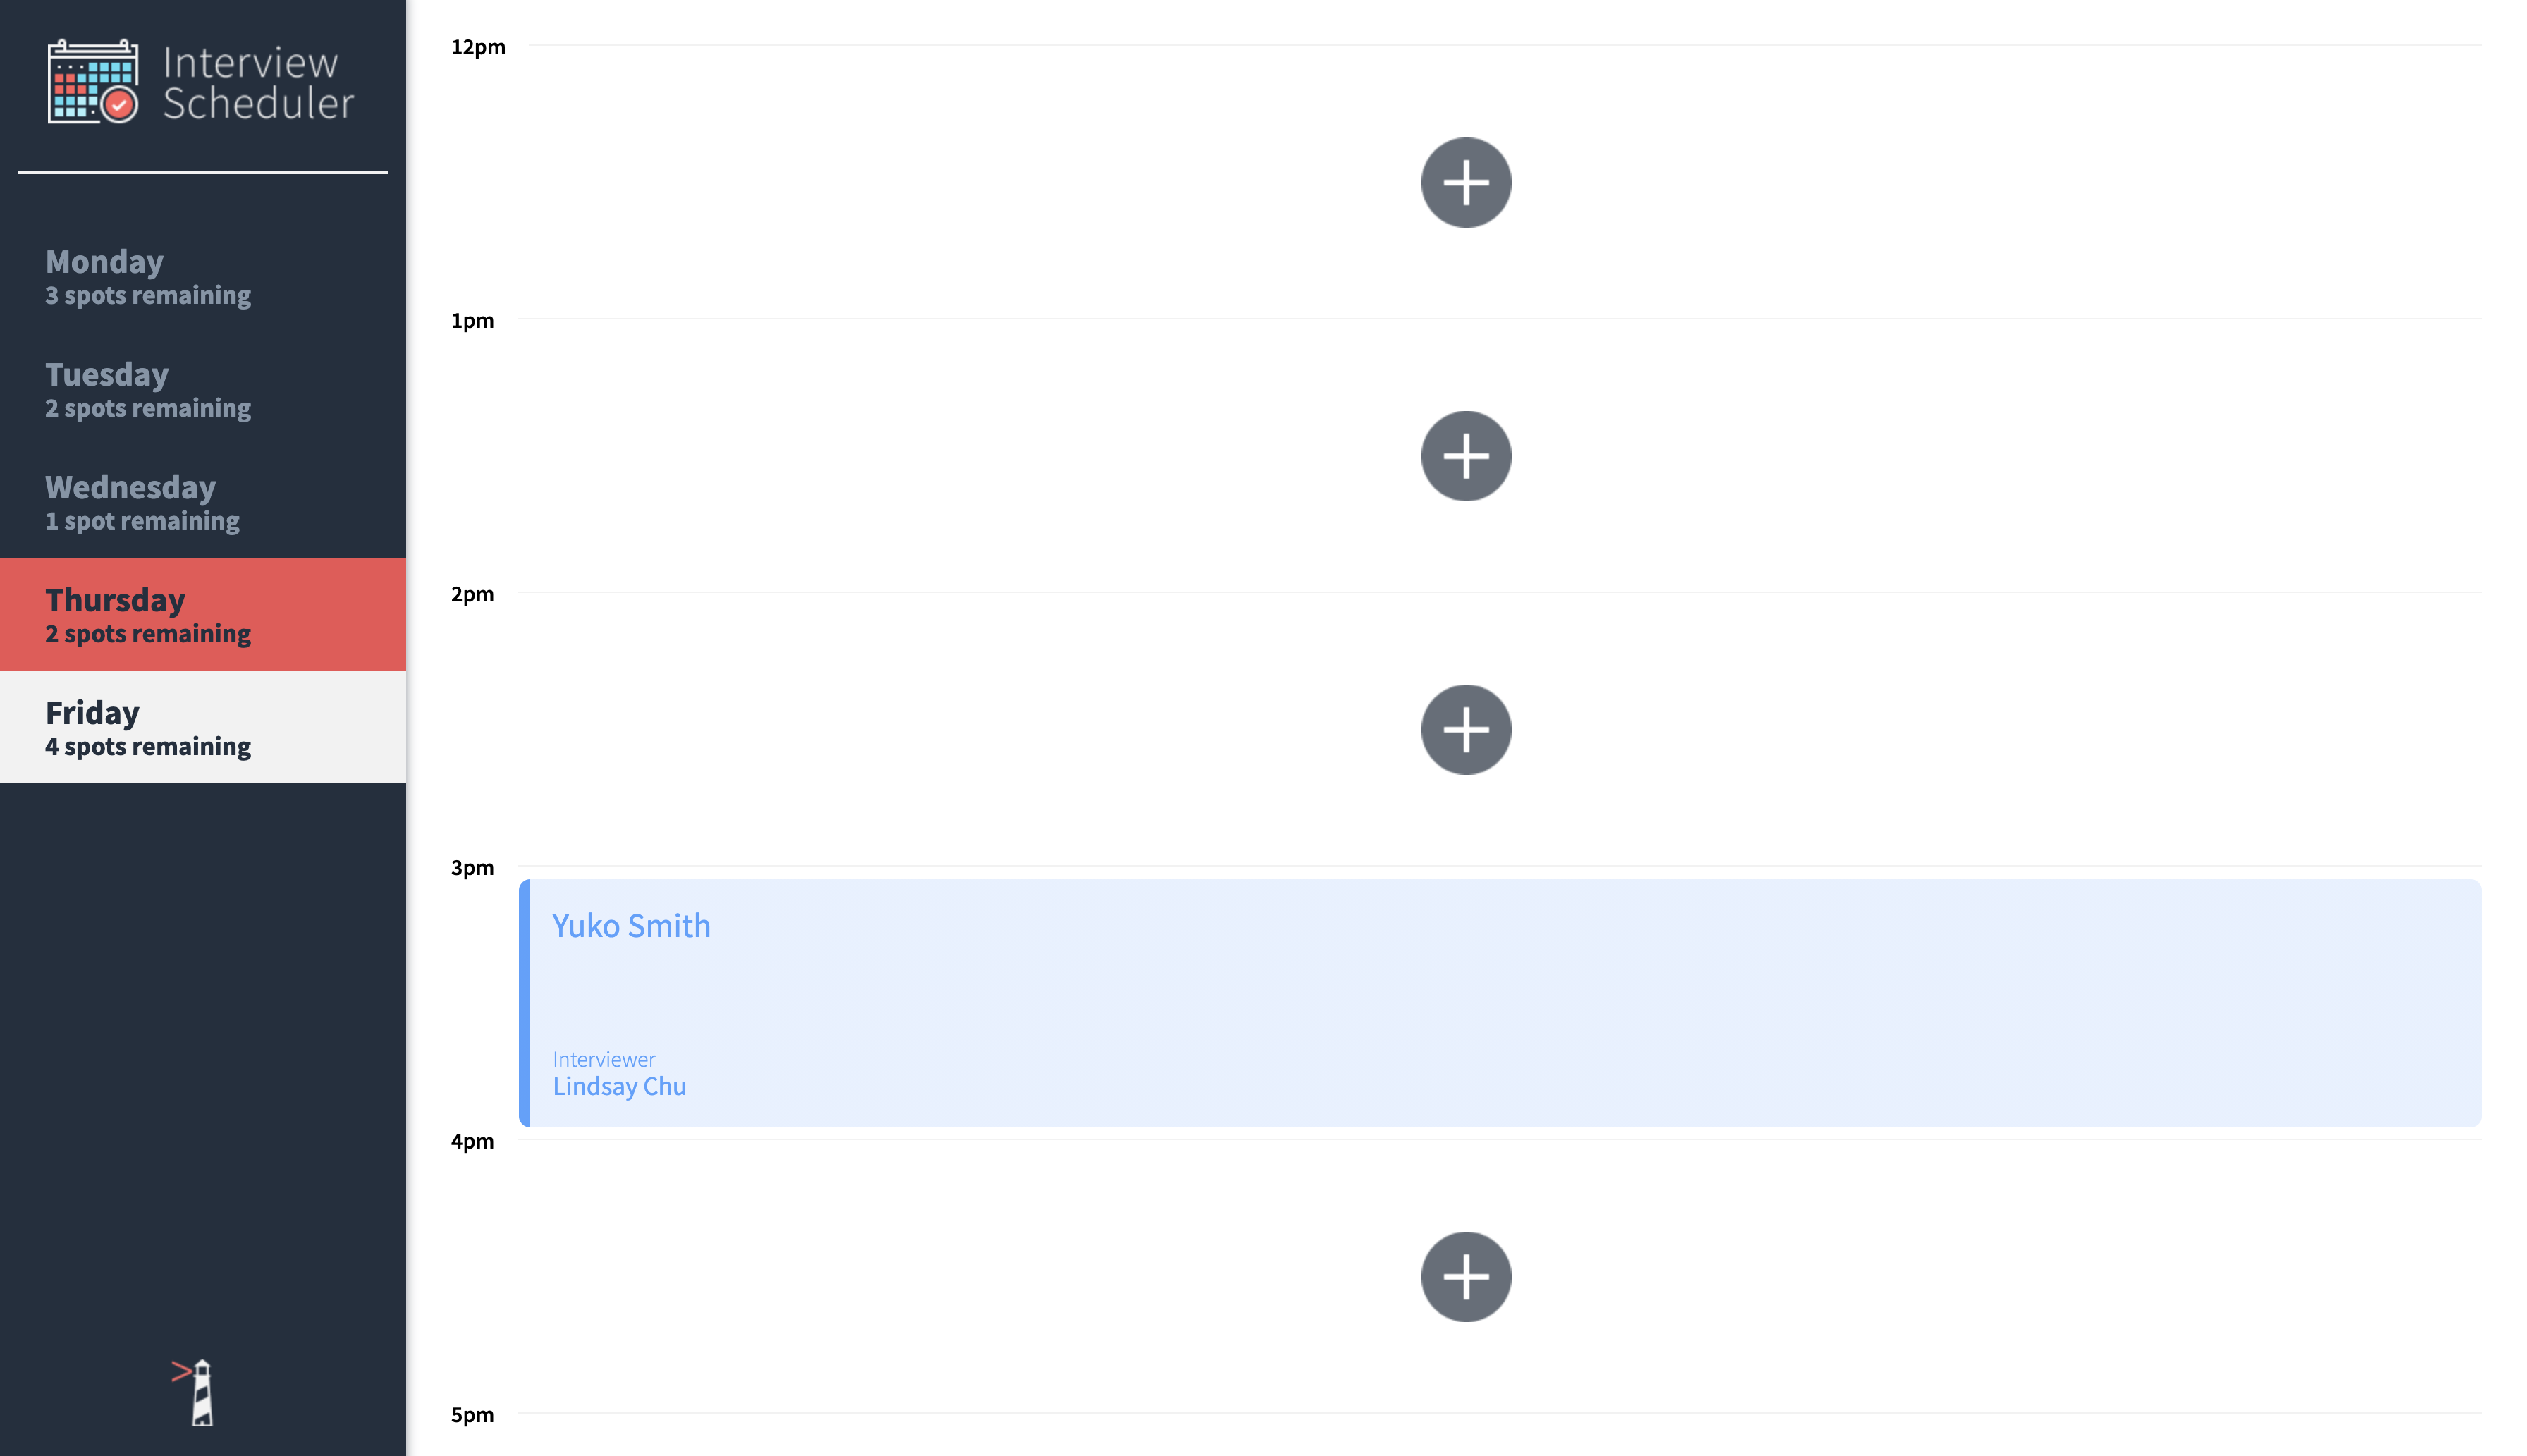 Interview
Scheduler
Monday
3 spots remaining
Tuesday
2 spots remaining
Wednesday
1 spot remaining
Thursday
2 spots remaining
Friday
4 spots remaining
12pm
1pm
2pm
3pm
Yuko Smith
Interviewer
Lindsay Chu
4pm
5pm